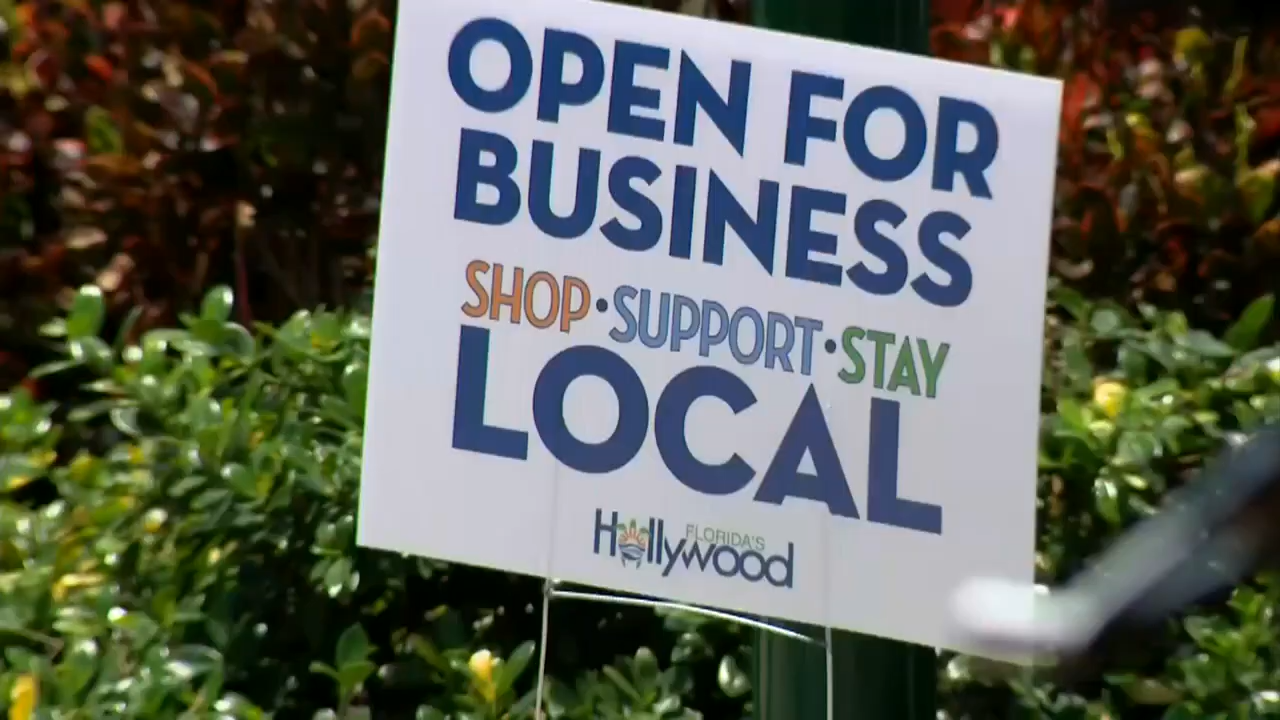 OPEN FOR
BUSINESS
SHOP•SUPPORT•STAY
LOCAL
FLORIDA'S
Hollywood